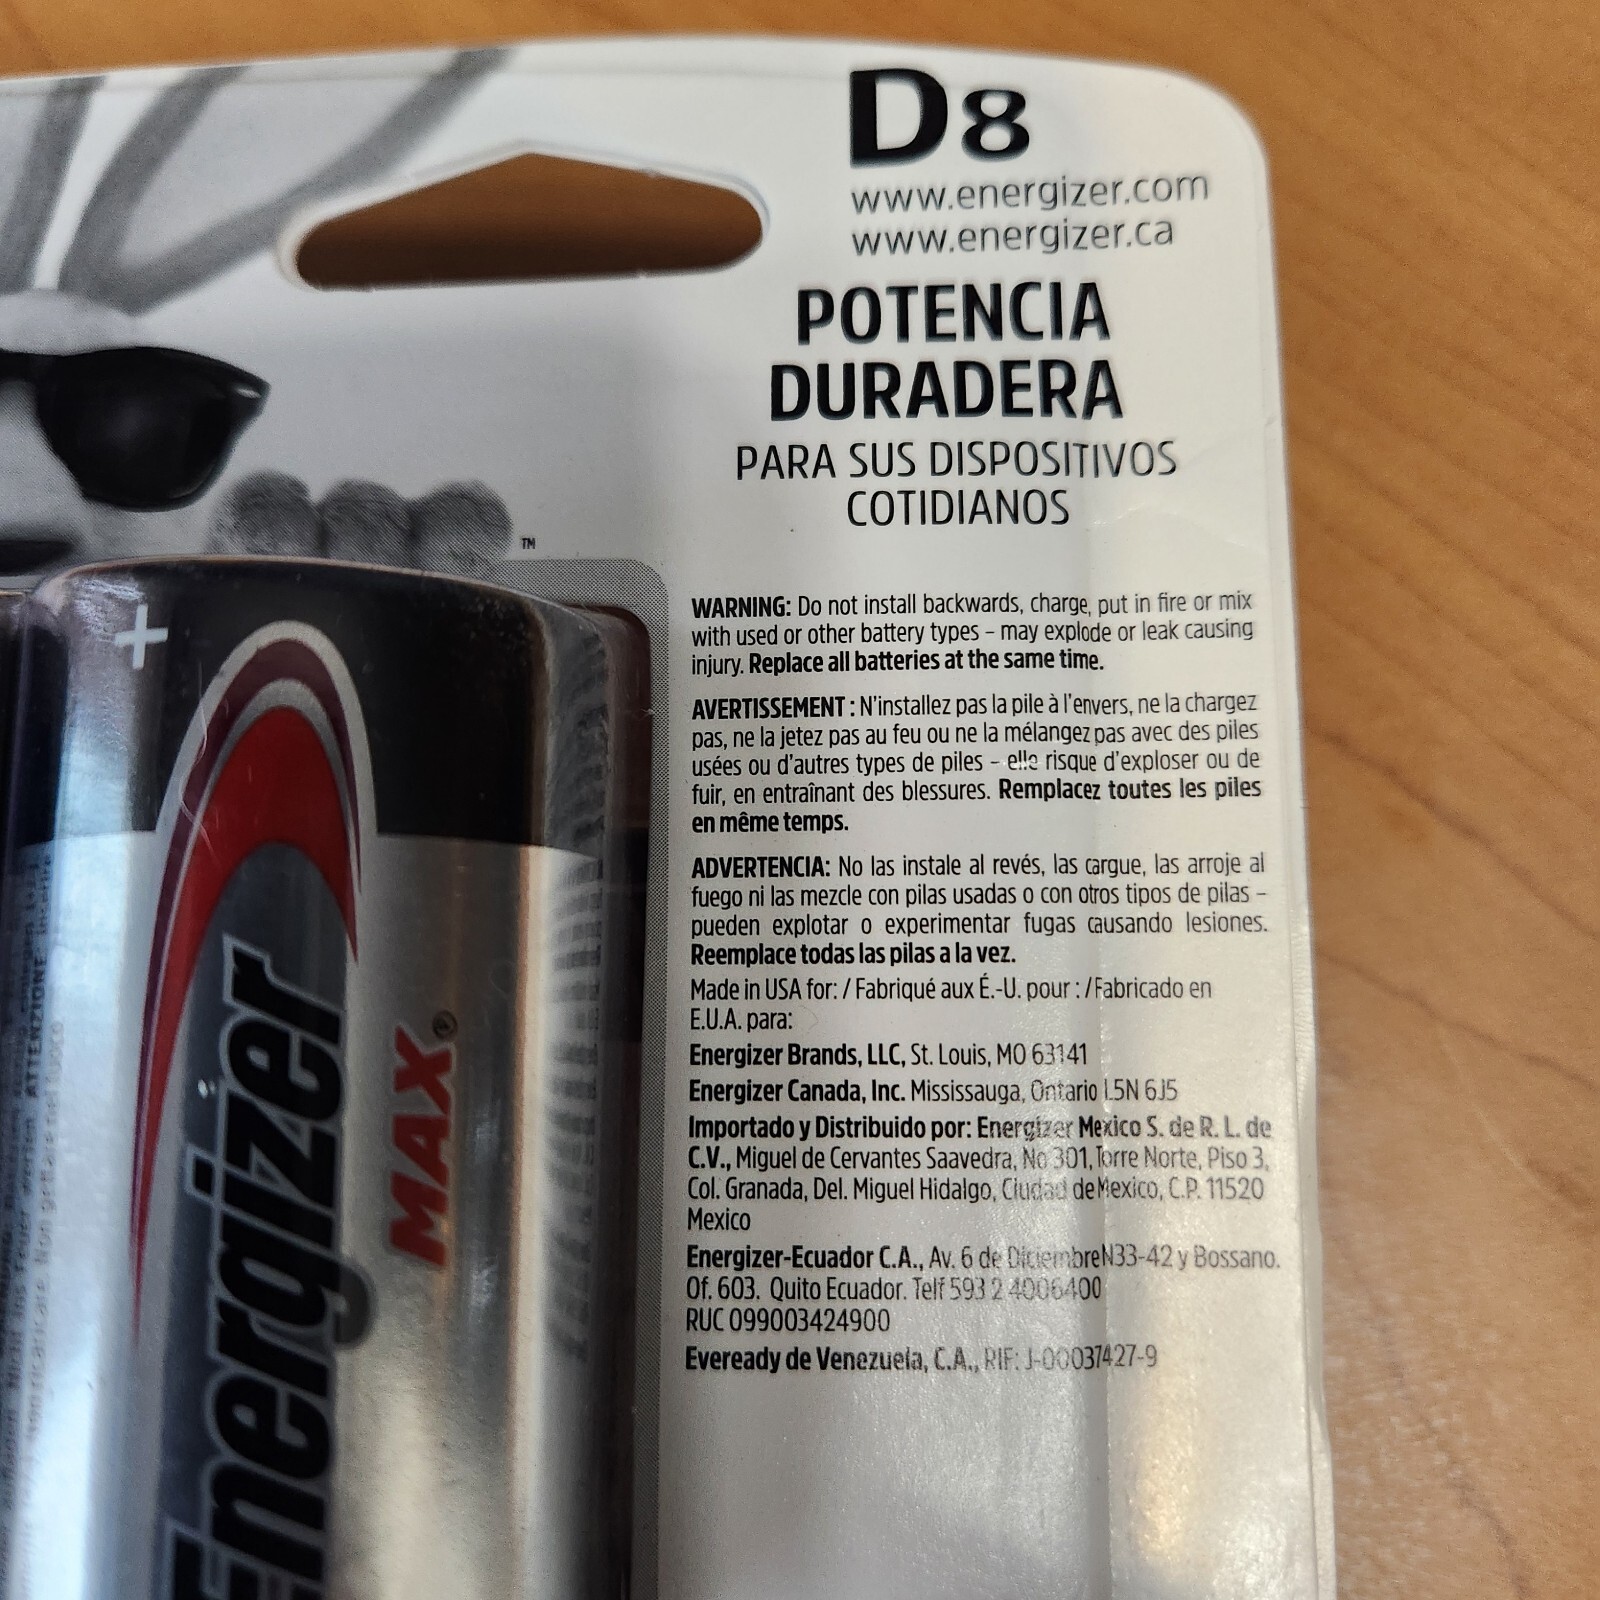 D8
www.energizer.com
www.energizer.ca
POTENCIA
DURADERA
PARA SUS DISPOSITIVOS
COTIDIANOS
TM
WARNING: Do not install backwards, charge, put in fire or mix
with used or other battery types – may explode or leak causing
injury. Replace all batteries at the same time.
AVERTISSEMENT : N'installez pas la pile à l'envers, ne la chargez
pas, ne la jetez pas au feu ou ne la mélangez pas avec des piles
usées ou d'autres types de piles – elle risque d'exploser ou de
fuir, en entraînant des blessures. Remplacez toutes les piles
en même temps.
ADVERTENCIA: No las instale al revés, las cargue, las arroje al
fuego ni las mezcle con pilas usadas o con otros tipos de pilas –
pueden explotar o experimentar fugas causando lesiones.
Reemplace todas las pilas a la vez.
Made in USA for: / Fabriqué aux É.-U. pour : / Fabricado en
E.U.A. para:
Energizer Brands, LLC, St. Louis, MO 63141
Energizer Canada, Inc. Mississauga, Ontario L5N 6J5
Importado y Distribuido por: Energizer Mexico S. de R. L. de
C.V., Miguel de Cervantes Saavedra, No 301, Torre Norte, Piso 3,
Col. Granada, Del. Miguel Hidalgo, Ciudad de Mexico, C.P. 11520
Mexico
Energizer-Ecuador C.A., Av. 6 de Diciembre N33-42 y Bossano.
Of. 603. Quito Ecuador. Telf 593 2 4006400
RUC 099003424900
Eveready de Venezuela, C.A., RIF: J-00037427-9
+
Energizer
MAX®
ATTENZIONE: